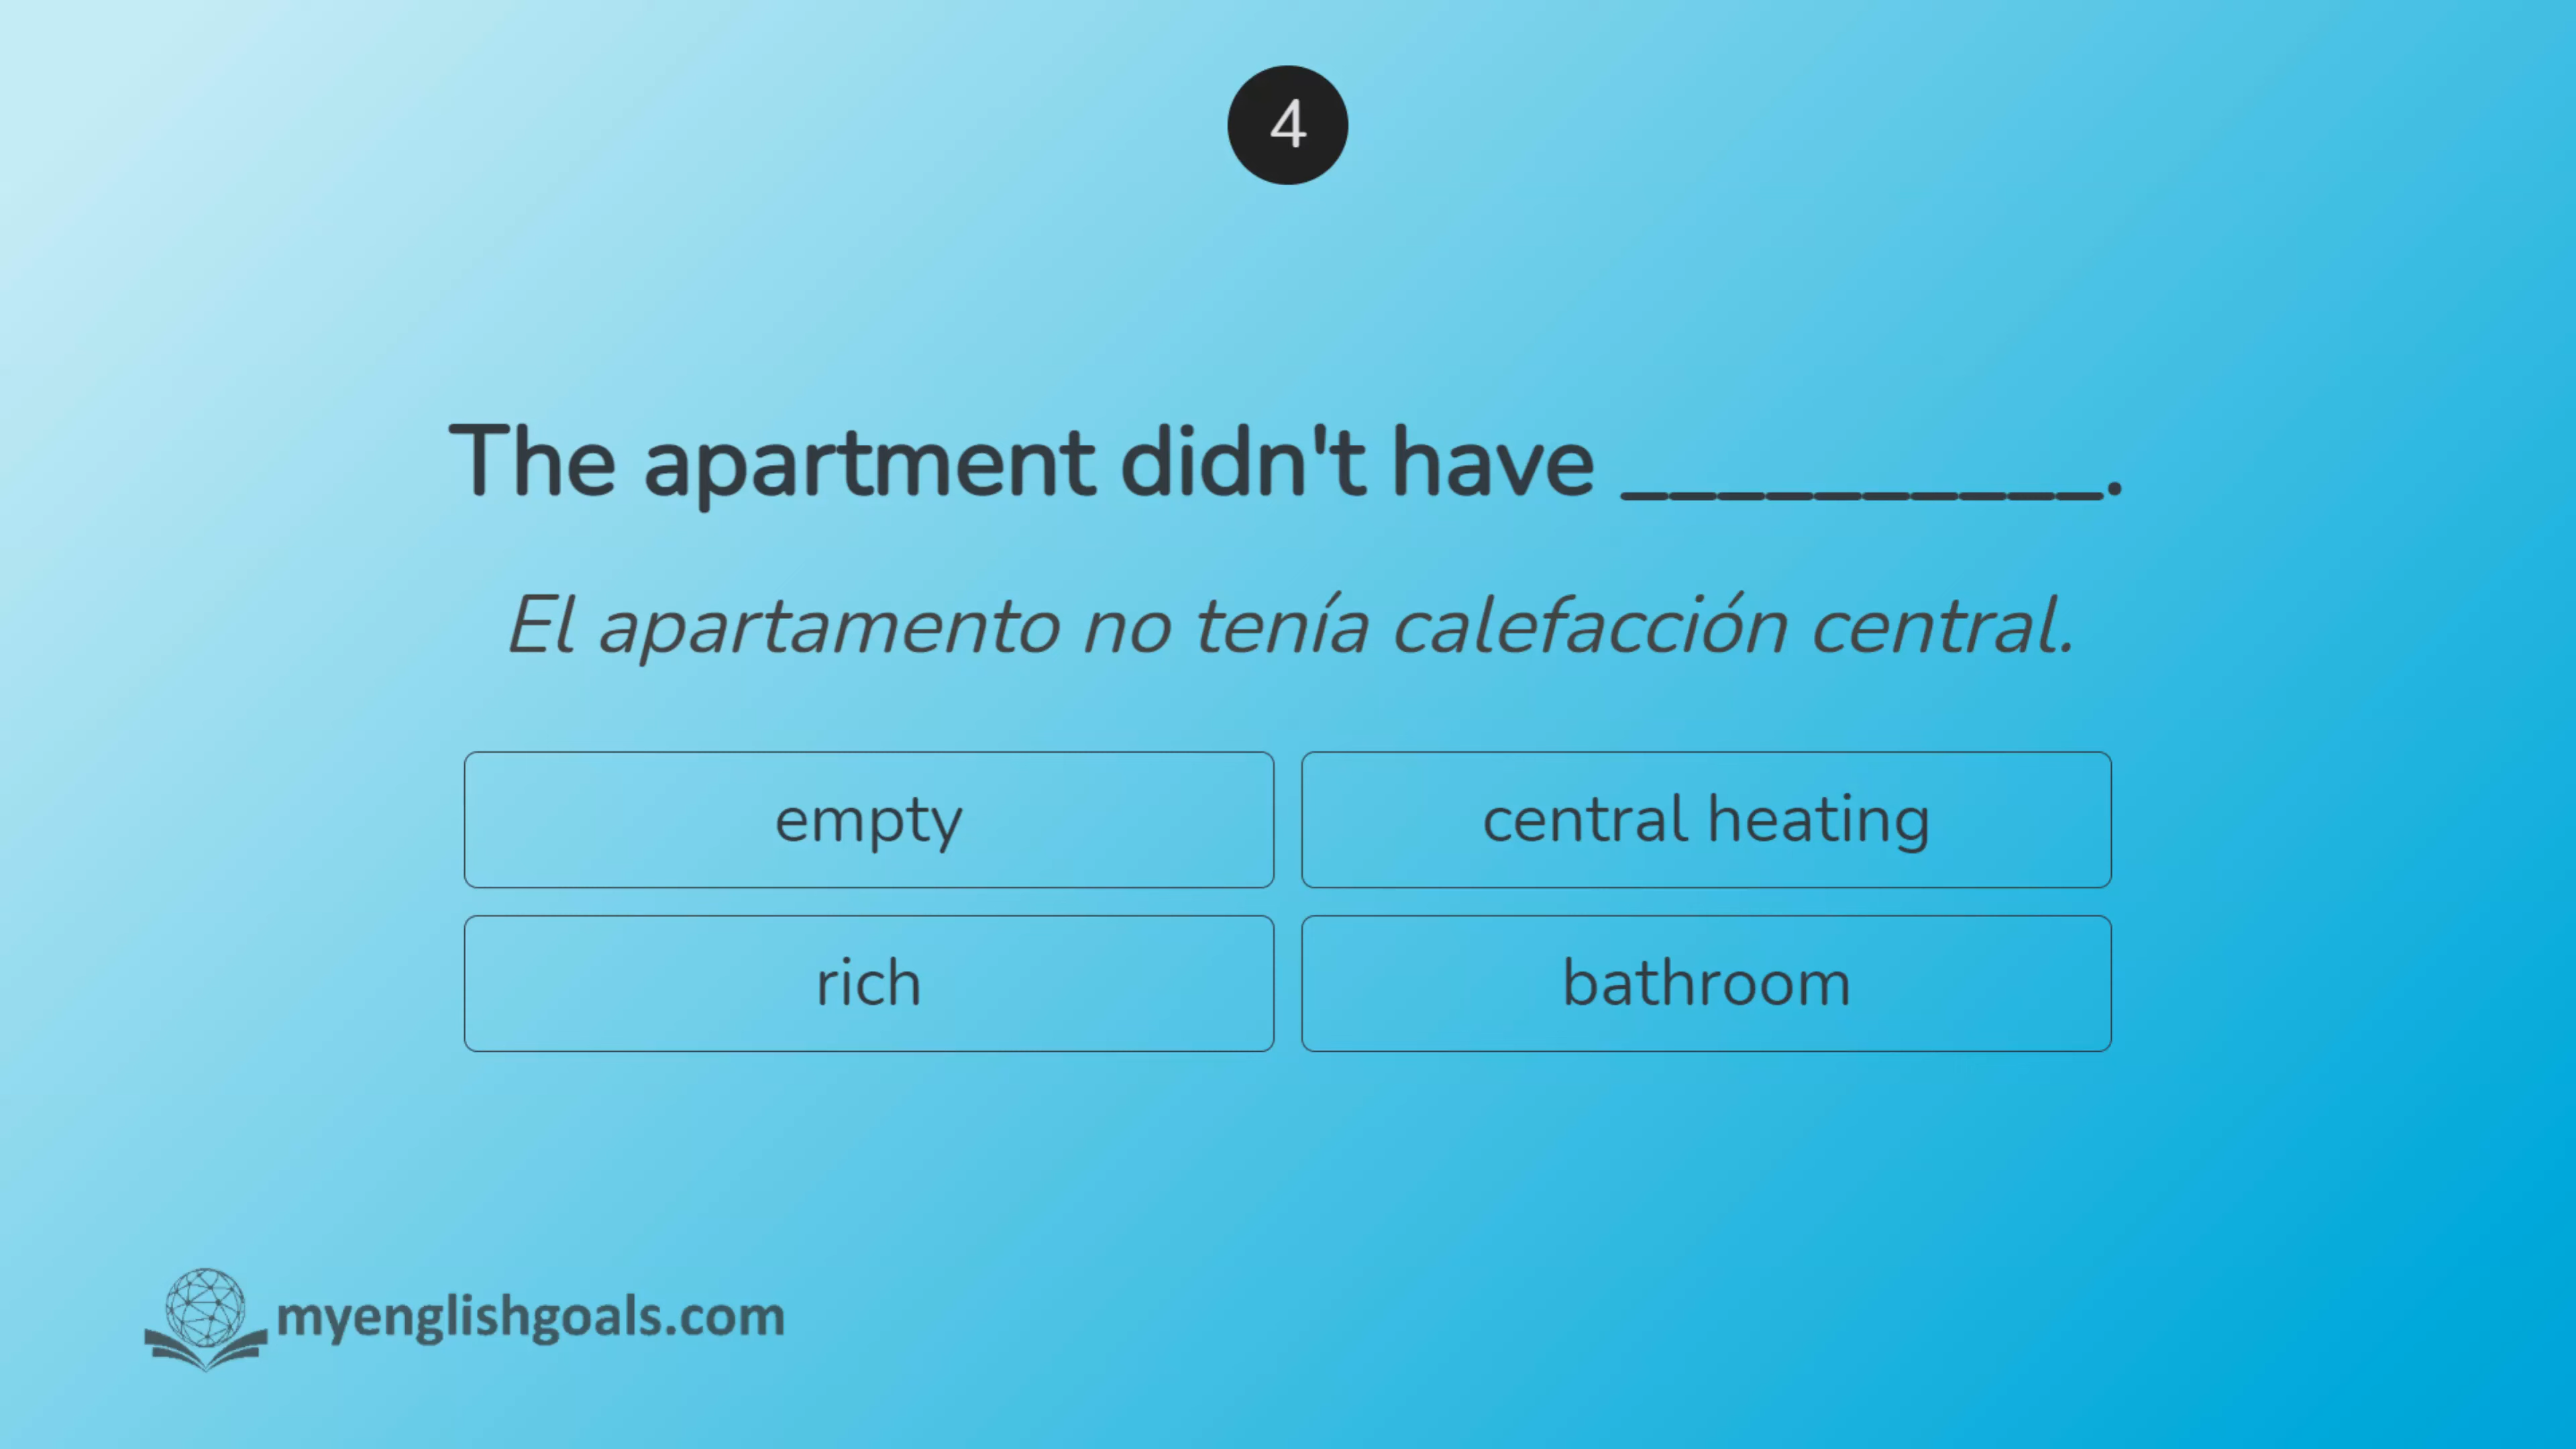 4
The apartment didn't have __________.
El apartamento no tenía calefacción central.
empty
central heating
rich
bathroom
myenglishgoals.com